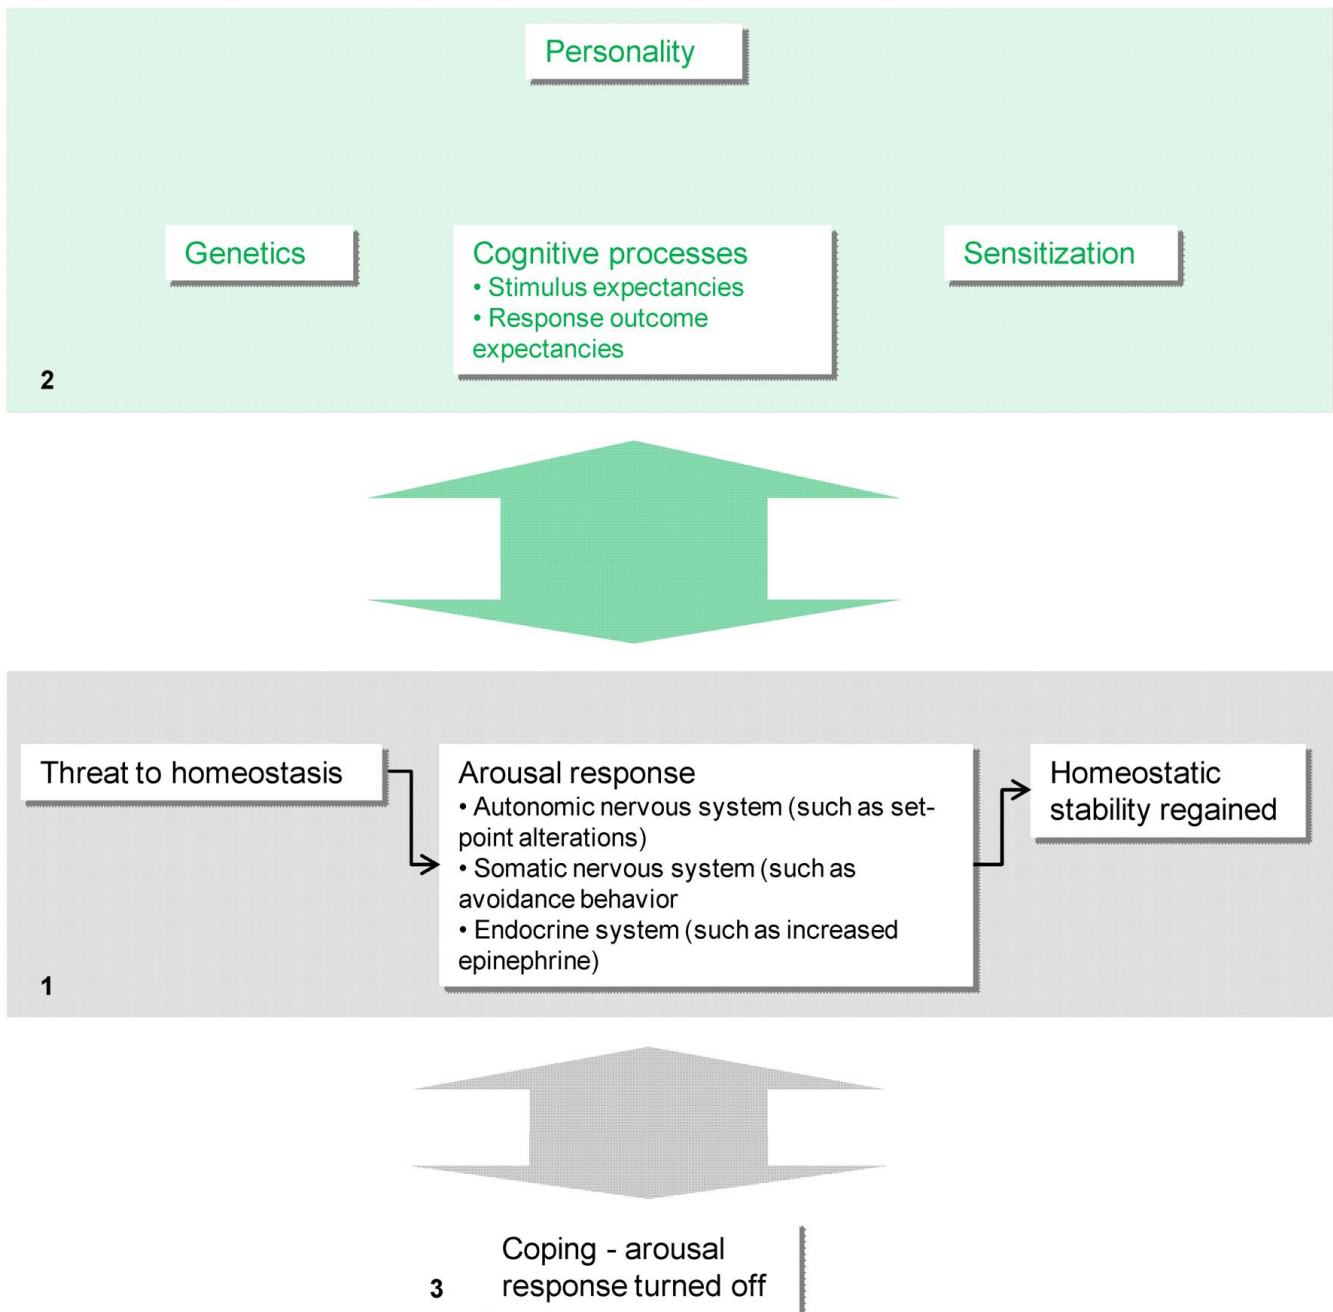 Personality
Genetics
Cognitive processes
• Stimulus expectancies
• Response outcome
expectancies
Sensitization
2
Threat to homeostasis
Arousal response
• Autonomic nervous system (such as set-
point alterations)
• Somatic nervous system (such as
avoidance behavior
• Endocrine system (such as increased
epinephrine)
Homeostatic
stability regained
1
Coping - arousal
response turned off
3